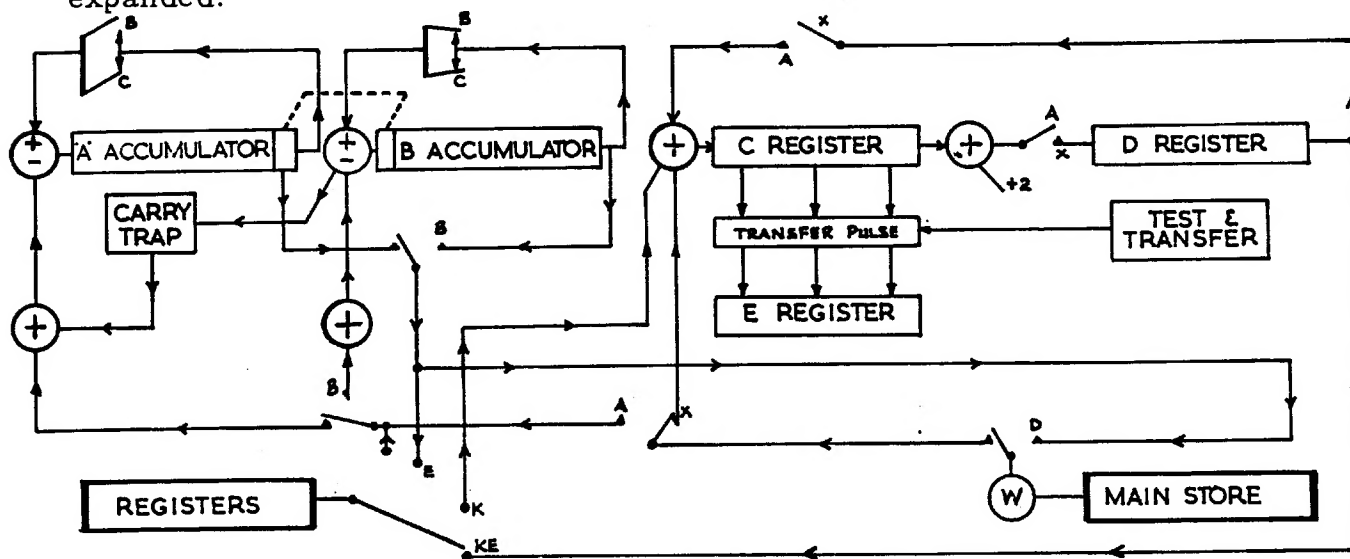 expanded.
B
C
B
C
X
A
+
-
A ACCUMULATOR
+
-
B ACCUMULATOR
+
C REGISTER
+
-
+2
A
X
D REGISTER
CARRY
TRAP
B
TRANSFER PULSE
TEST &
TRANSFER
+
+
E REGISTER
B
A
X
D
E
REGISTERS
K
KE
W
MAIN STORE